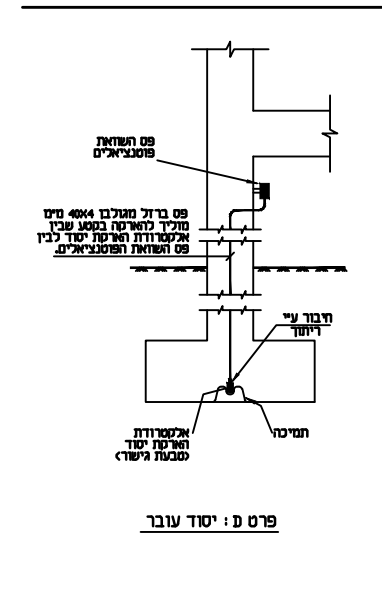 פס השוואת
פוטנציאלים
פס ברזל מגולבן 40X4 מ״מ
מוליך להארקה בקטע שבין
אלקטרודת הארקת יסוד לבין
פס השוואת הפוטנציאלים.
חיבור ע״י
ריתוך
אלקטרודת
הארקת יסוד
(טבעת גישור)
תמיכה
פרט D : יסוד עובר